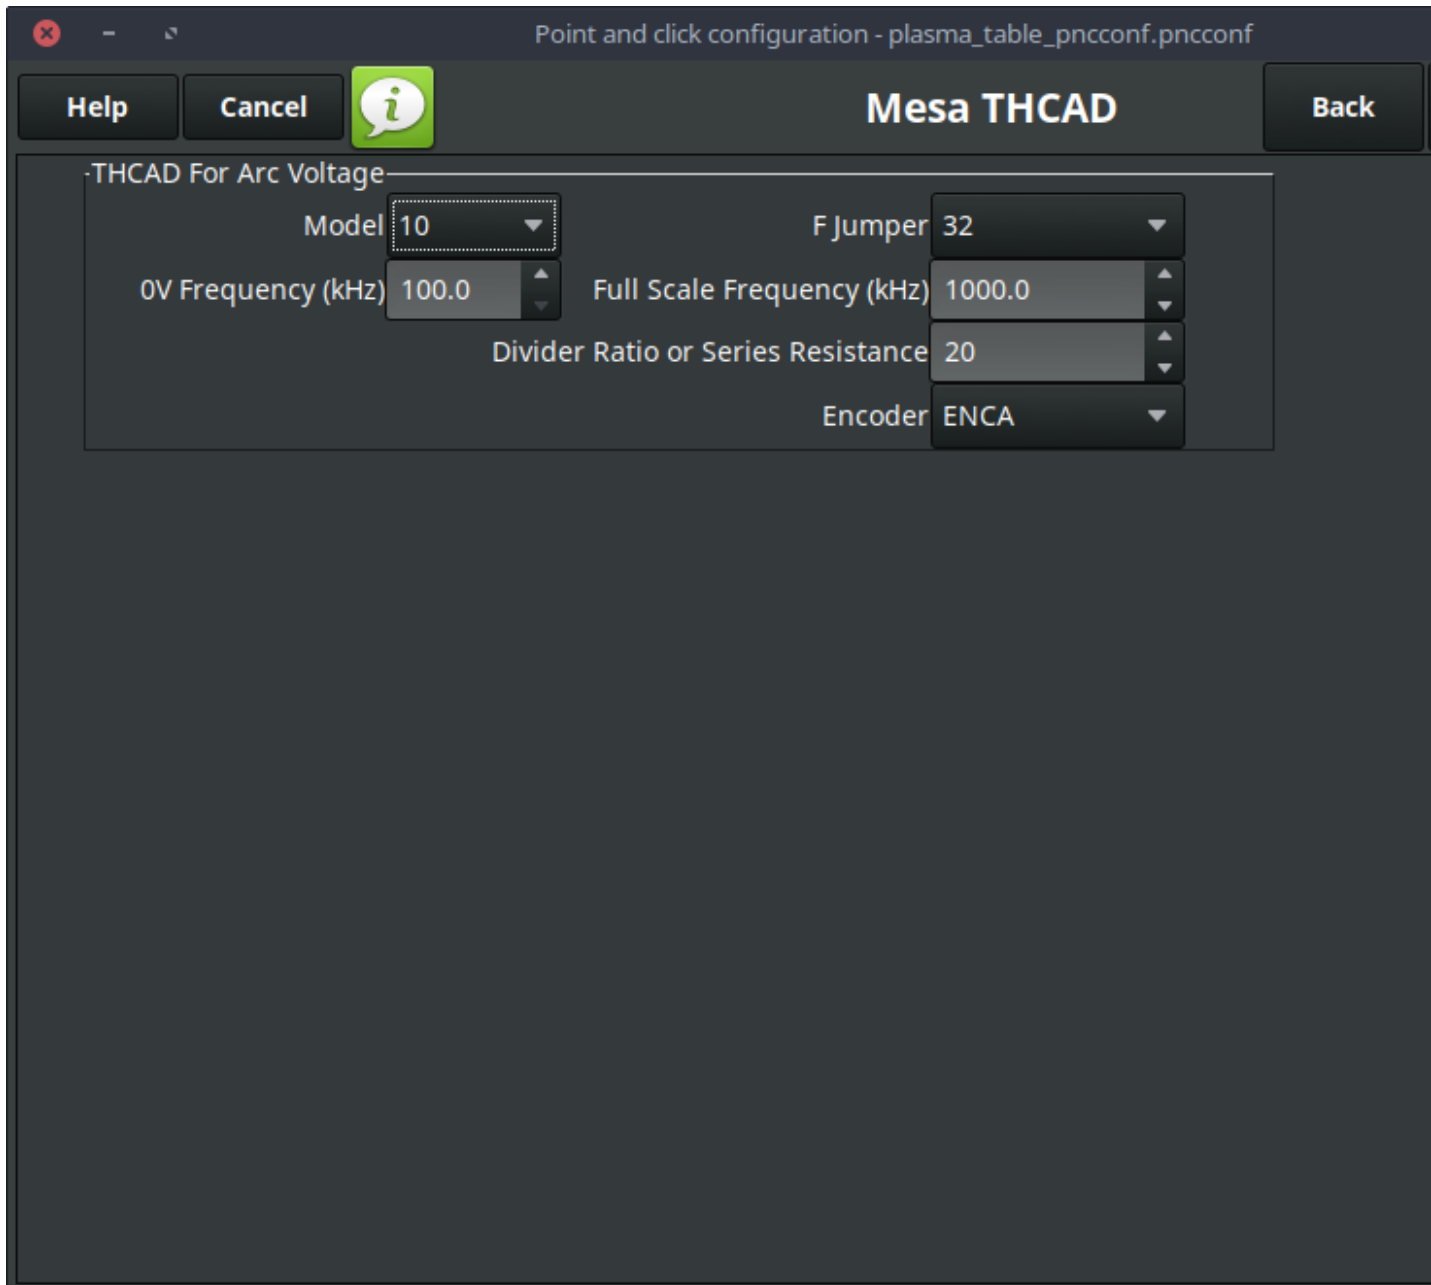 Point and click configuration - plasma_table_pncconf.pncconf
Help Cancel Mesa THCAD Back
THCAD For Arc Voltage
Model 10 F Jumper 32
0V Frequency (kHz) 100.0 Full Scale Frequency (kHz) 1000.0
Divider Ratio or Series Resistance 20
Encoder ENCA